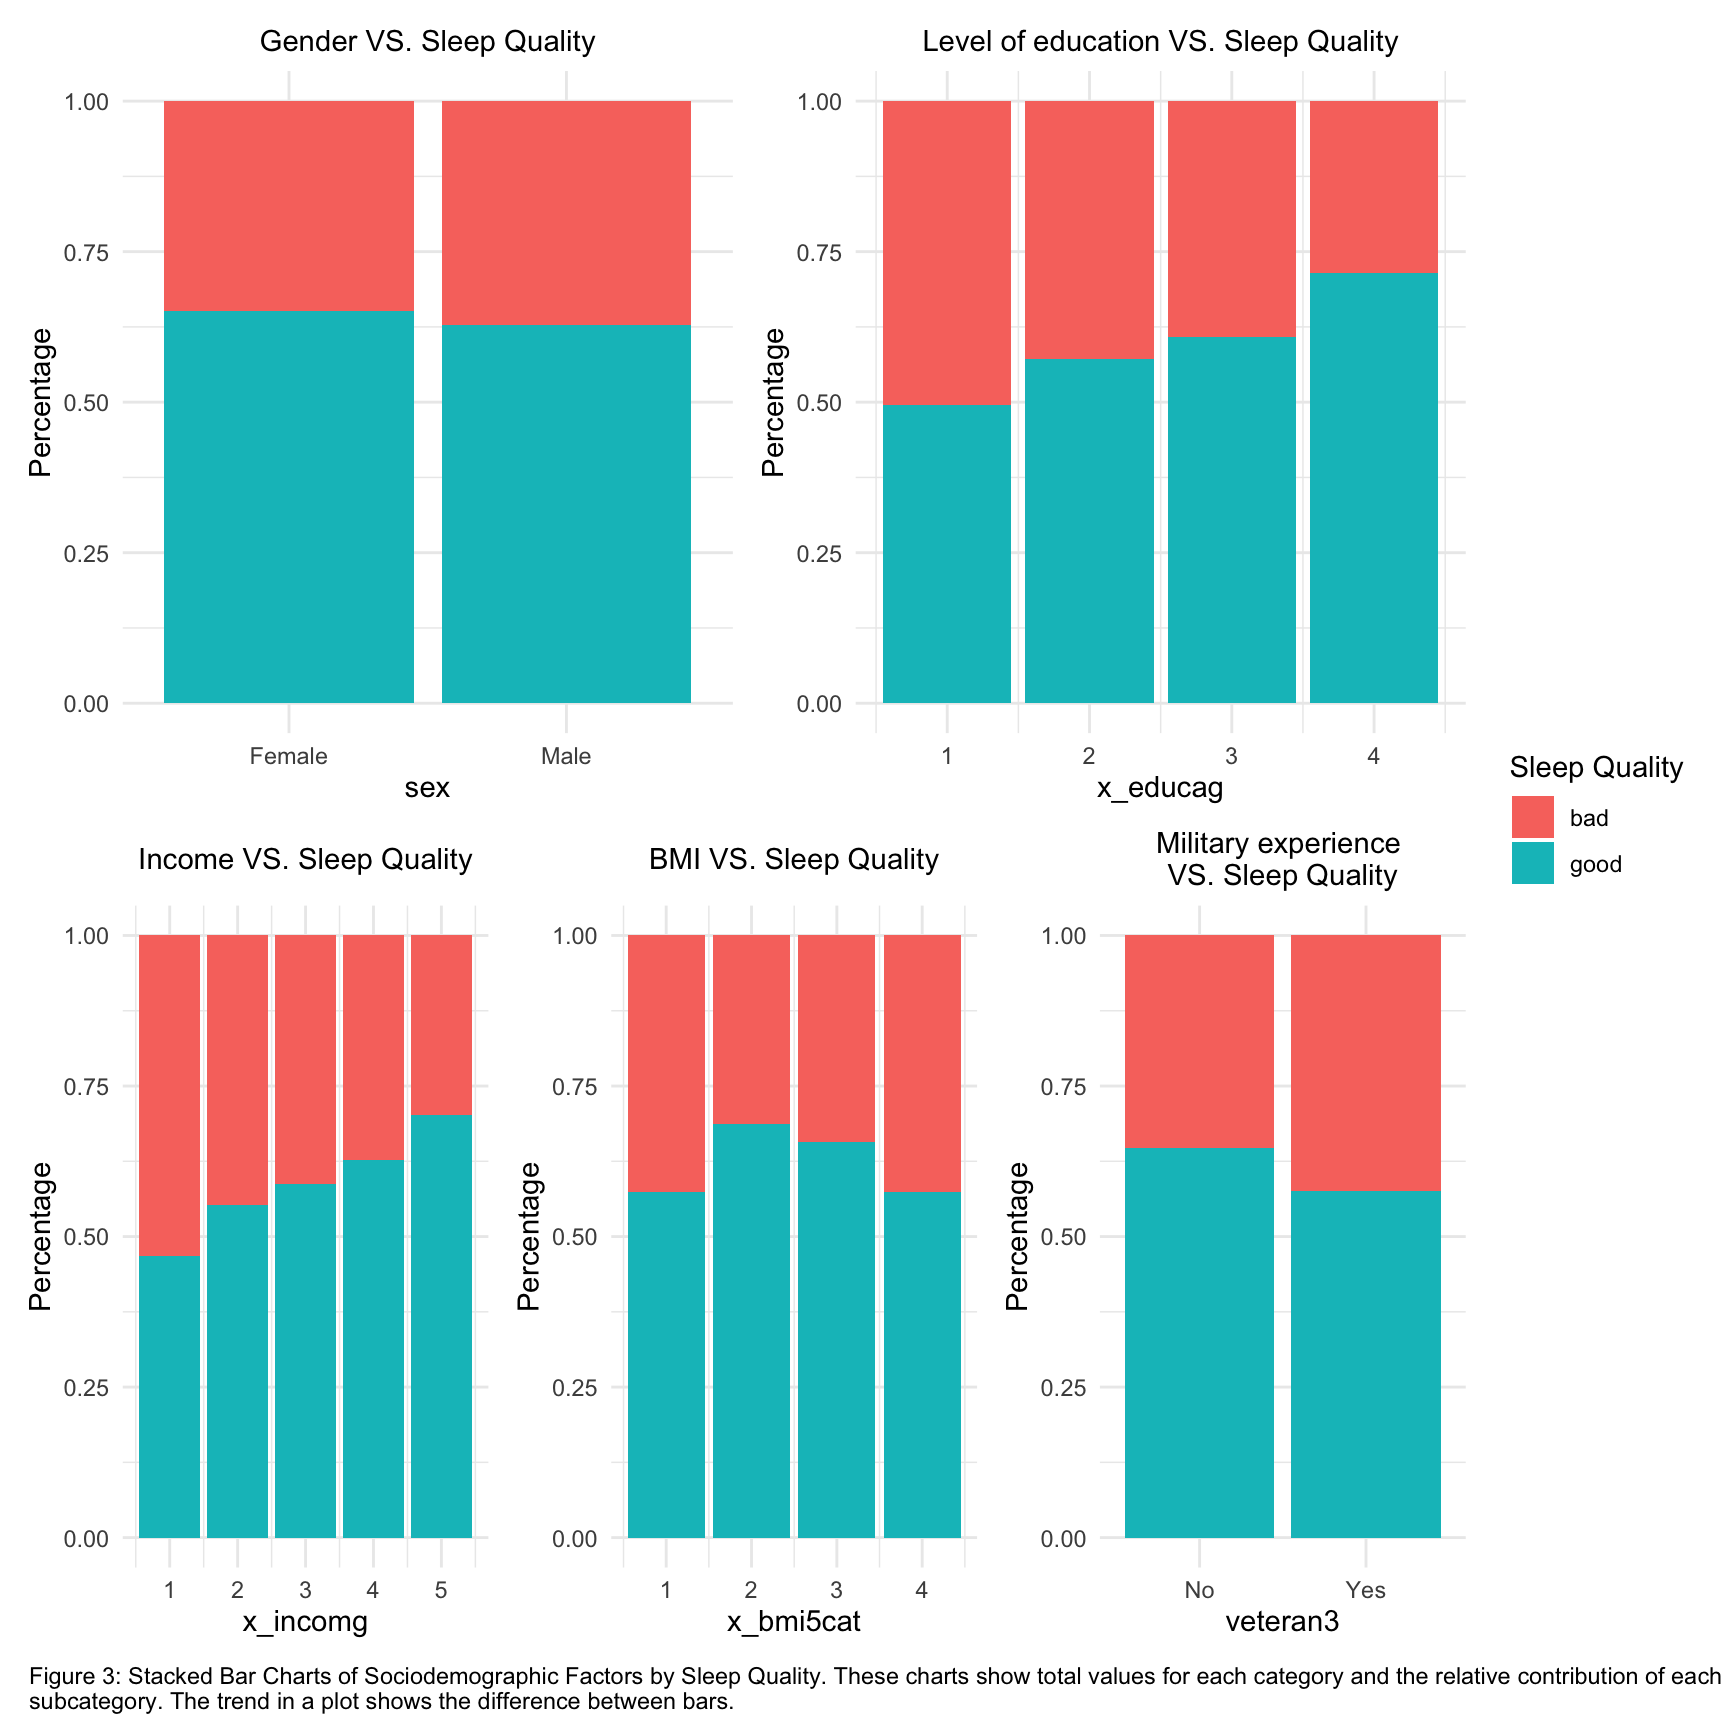 Gender VS. Sleep Quality
Percentage
1.00
0.75
0.50
0.25
0.00
Female Male
sex
Level of education VS. Sleep Quality
Percentage
1.00
0.75
0.50
0.25
0.00
1 2 3 4
x_educag
Sleep Quality
bad
good
Income VS. Sleep Quality
Percentage
1.00
0.75
0.50
0.25
0.00
1 2 3 4 5
x_incomg
BMI VS. Sleep Quality
Percentage
1.00
0.75
0.50
0.25
0.00
1 2 3 4
x_bmi5cat
Military experience
VS. Sleep Quality
Percentage
1.00
0.75
0.50
0.25
0.00
No Yes
veteran3
Figure 3: Stacked Bar Charts of Sociodemographic Factors by Sleep Quality. These charts show total values for each category and the relative contribution of each
subcategory. The trend in a plot shows the difference between bars.